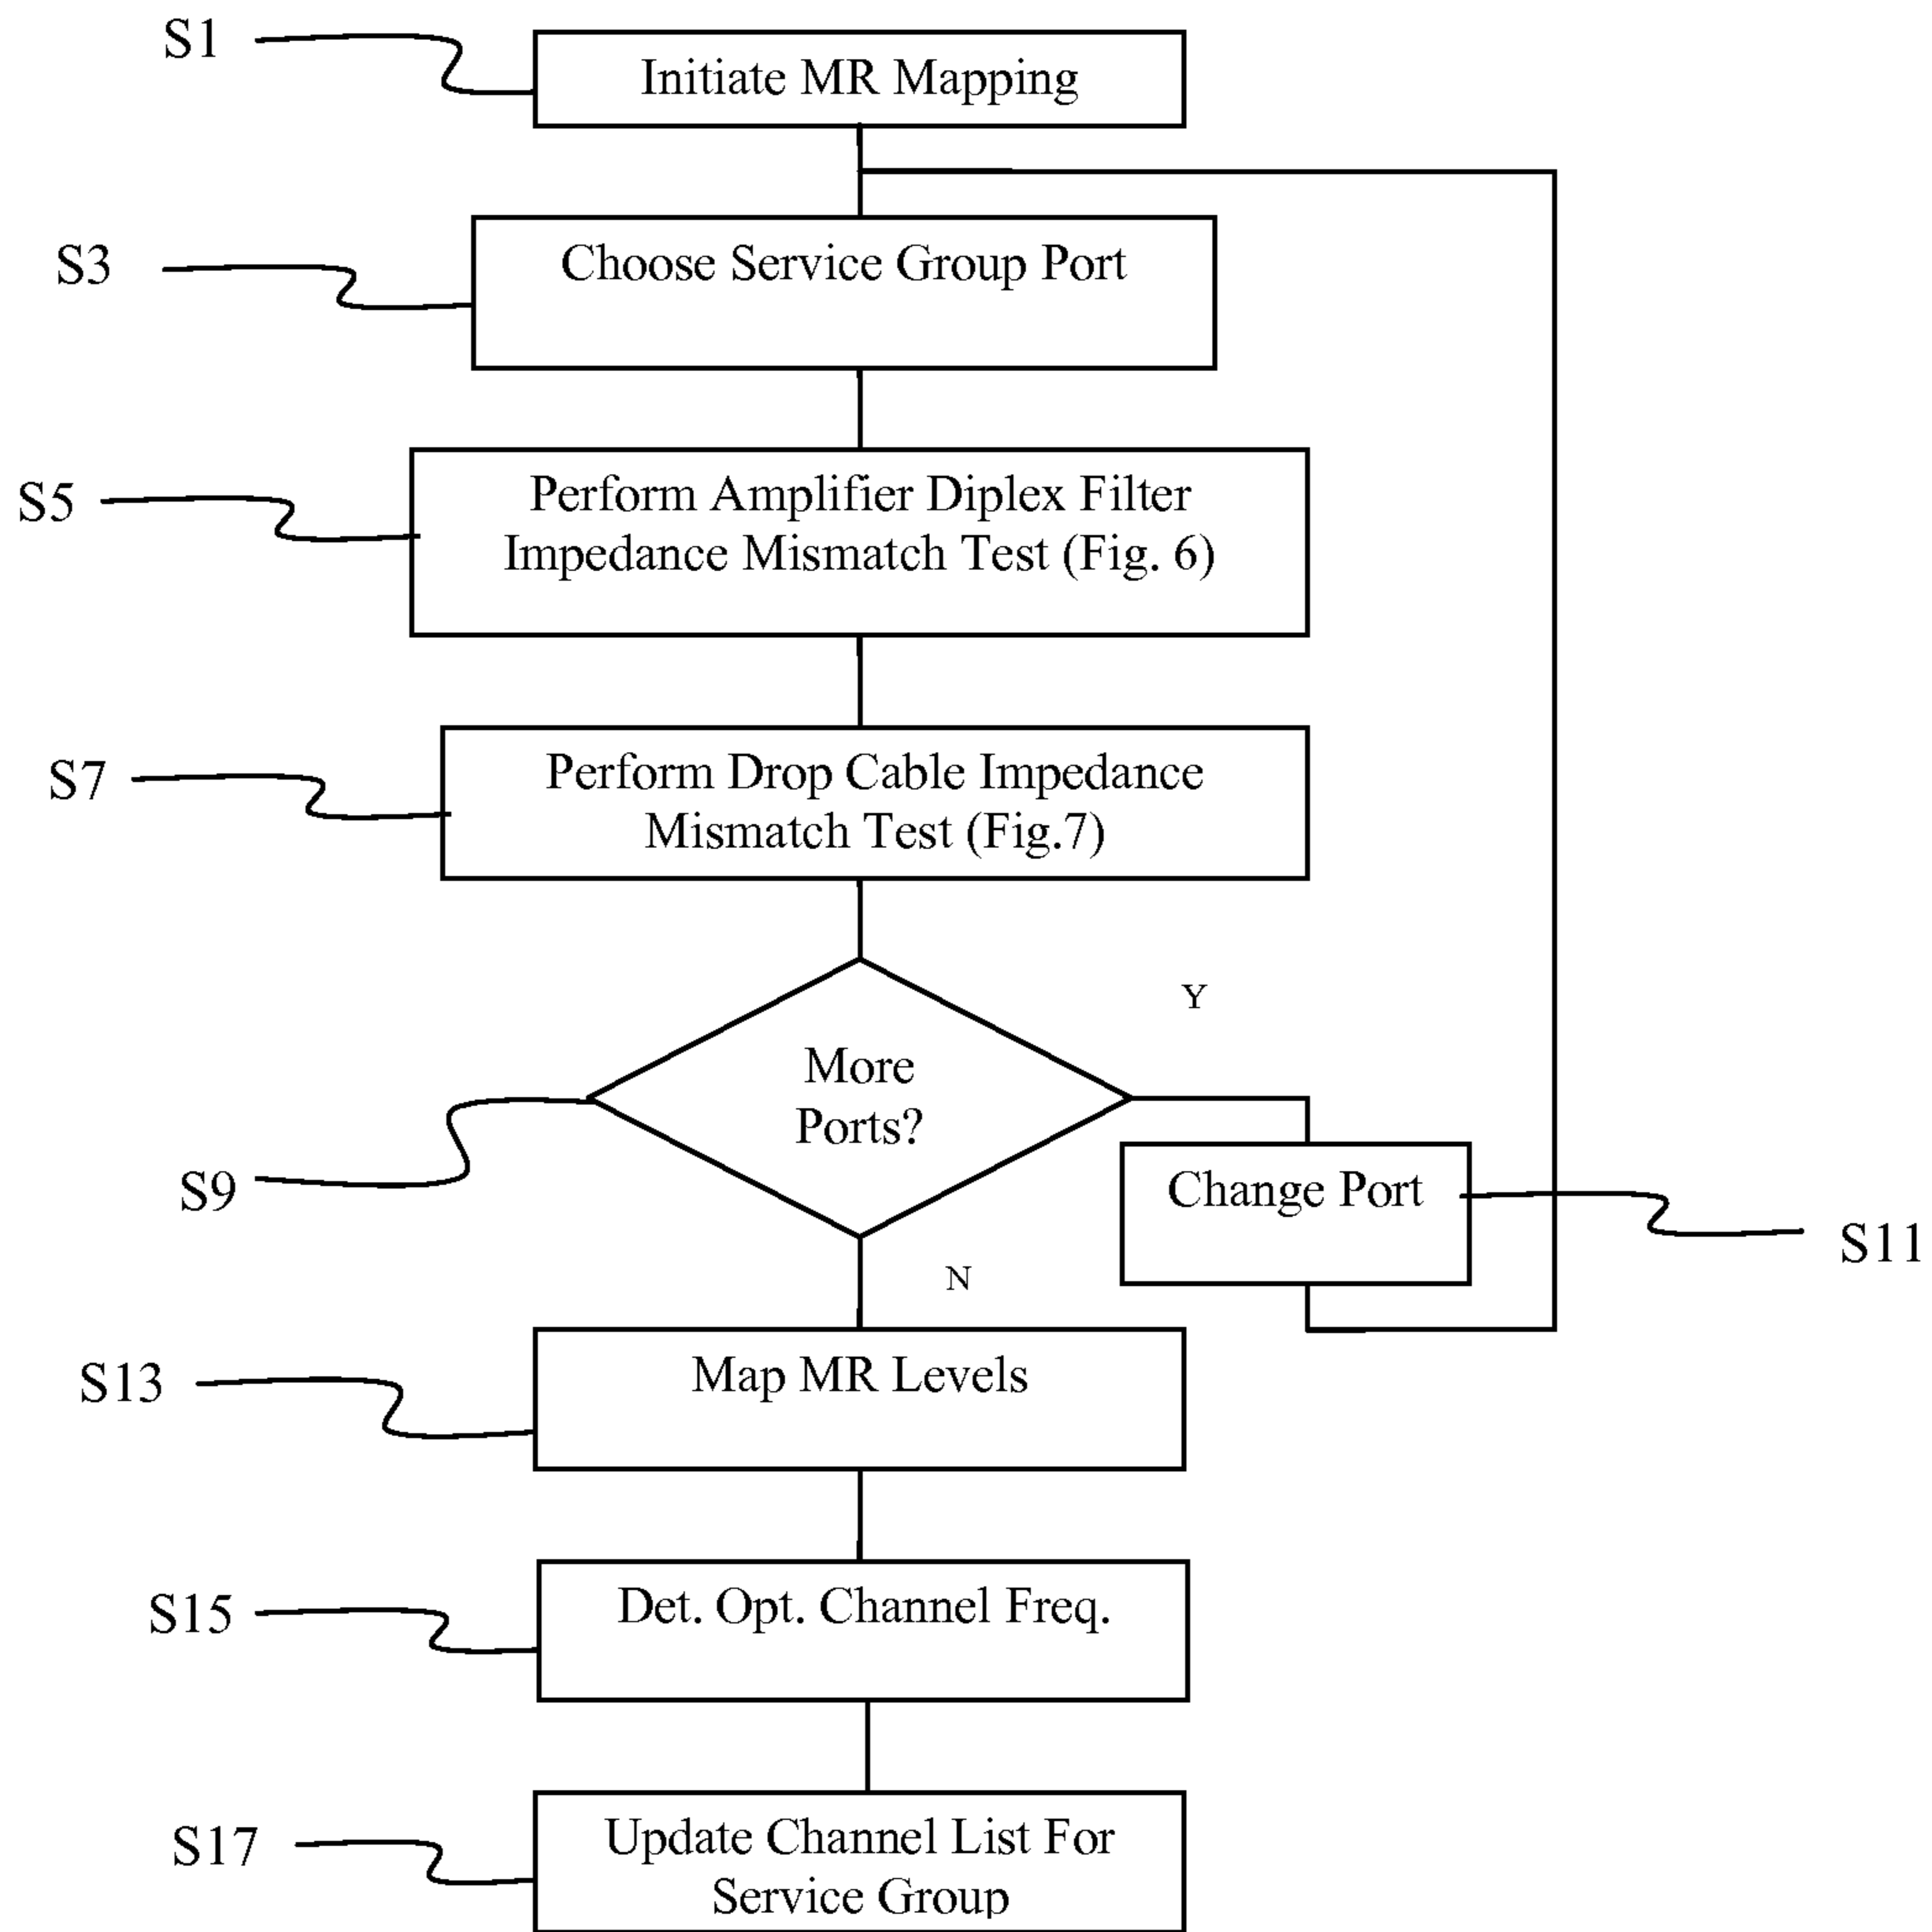 S1
Initiate MR Mapping
S3
Choose Service Group Port
S5
Perform Amplifier Diplex Filter
Impedance Mismatch Test (Fig. 6)
S7
Perform Drop Cable Impedance
Mismatch Test (Fig.7)
Y
More
Ports?
S9
Change Port
S11
N
S13
Map MR Levels
S15
Det. Opt. Channel Freq.
S17
Update Channel List For
Service Group